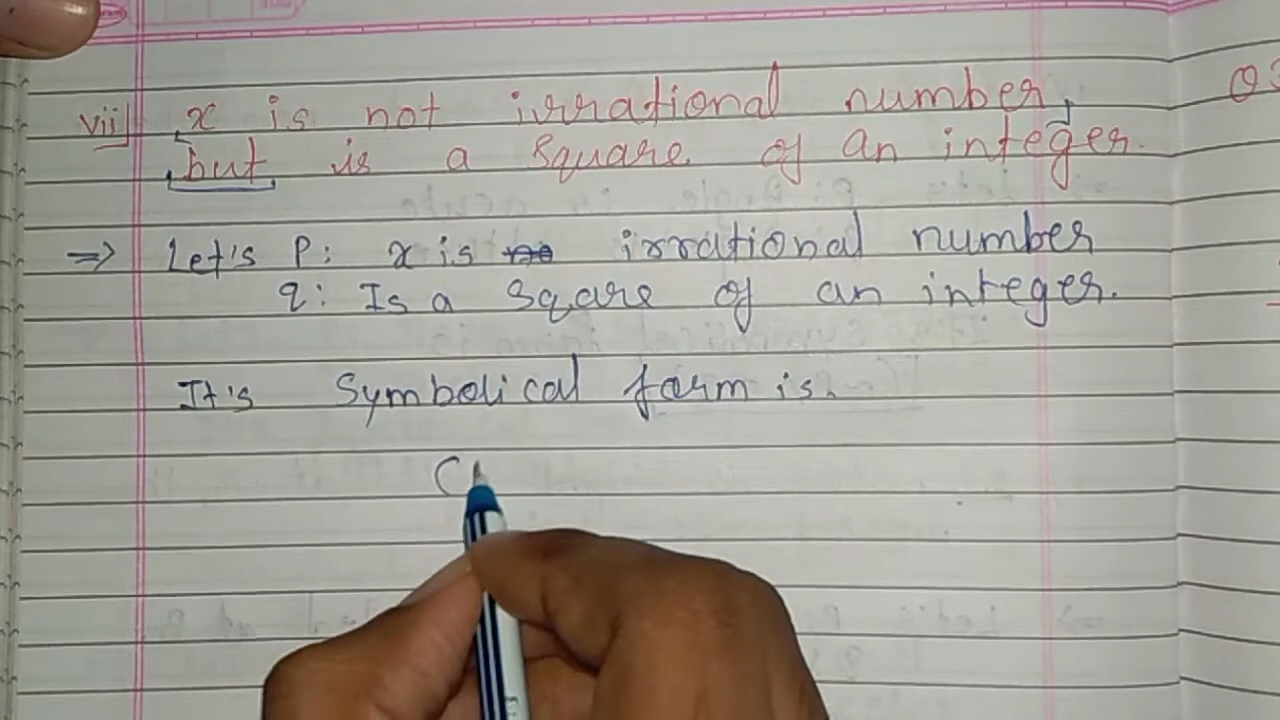 vii] x is not irrational number,
but is a square of an integer.
⇒ Let's P: x is irrational number
q: Is a Sqare of an integer.
It's Symbolical form is.
(